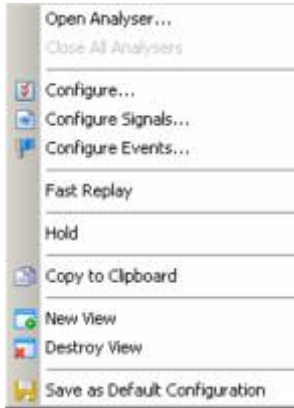 Open Analyser...
Close All Analysers
Configure...
Configure Signals...
Configure Events...
Fast Replay
Hold
Copy to Clipboard
New View
Destroy View
Save as Default Configuration